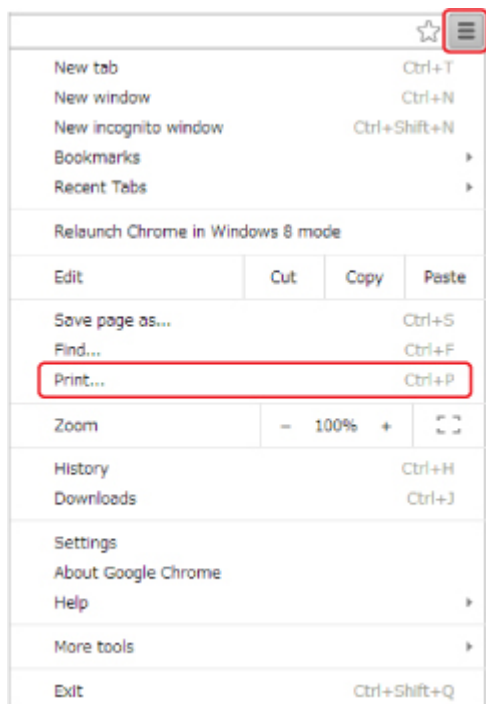 New tab Ctrl+T
New window Ctrl+N
New incognito window Ctrl+Shift+N
Bookmarks
Recent Tabs
Relaunch Chrome in Windows 8 mode
Edit Cut Copy Paste
Save page as... Ctrl+S
Find... Ctrl+F
Print... Ctrl+P
Zoom − 100% +
History Ctrl+H
Downloads Ctrl+J
Settings
About Google Chrome
Help
More tools
Exit Ctrl+Shift+Q